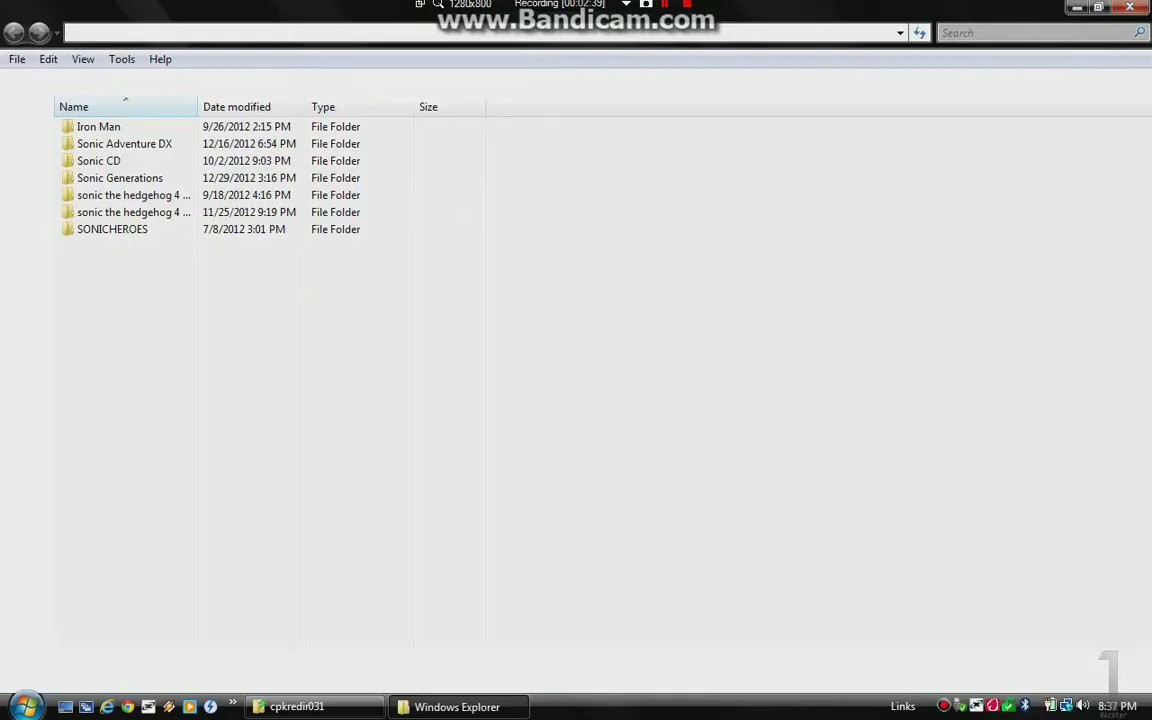 1280x800 Recording [00:02:39]
www.Bandicam.com
Search
File Edit View Tools Help
Name Date modified Type Size
Iron Man 9/26/2012 2:15 PM File Folder
Sonic Adventure DX 12/16/2012 6:54 PM File Folder
Sonic CD 10/2/2012 9:03 PM File Folder
Sonic Generations 12/29/2012 3:16 PM File Folder
sonic the hedgehog 4 ... 9/18/2012 4:16 PM File Folder
sonic the hedgehog 4 ... 11/25/2012 9:19 PM File Folder
SONICHEROES 7/8/2012 3:01 PM File Folder
1
cpkredir031 Windows Explorer Links 8:37 PM